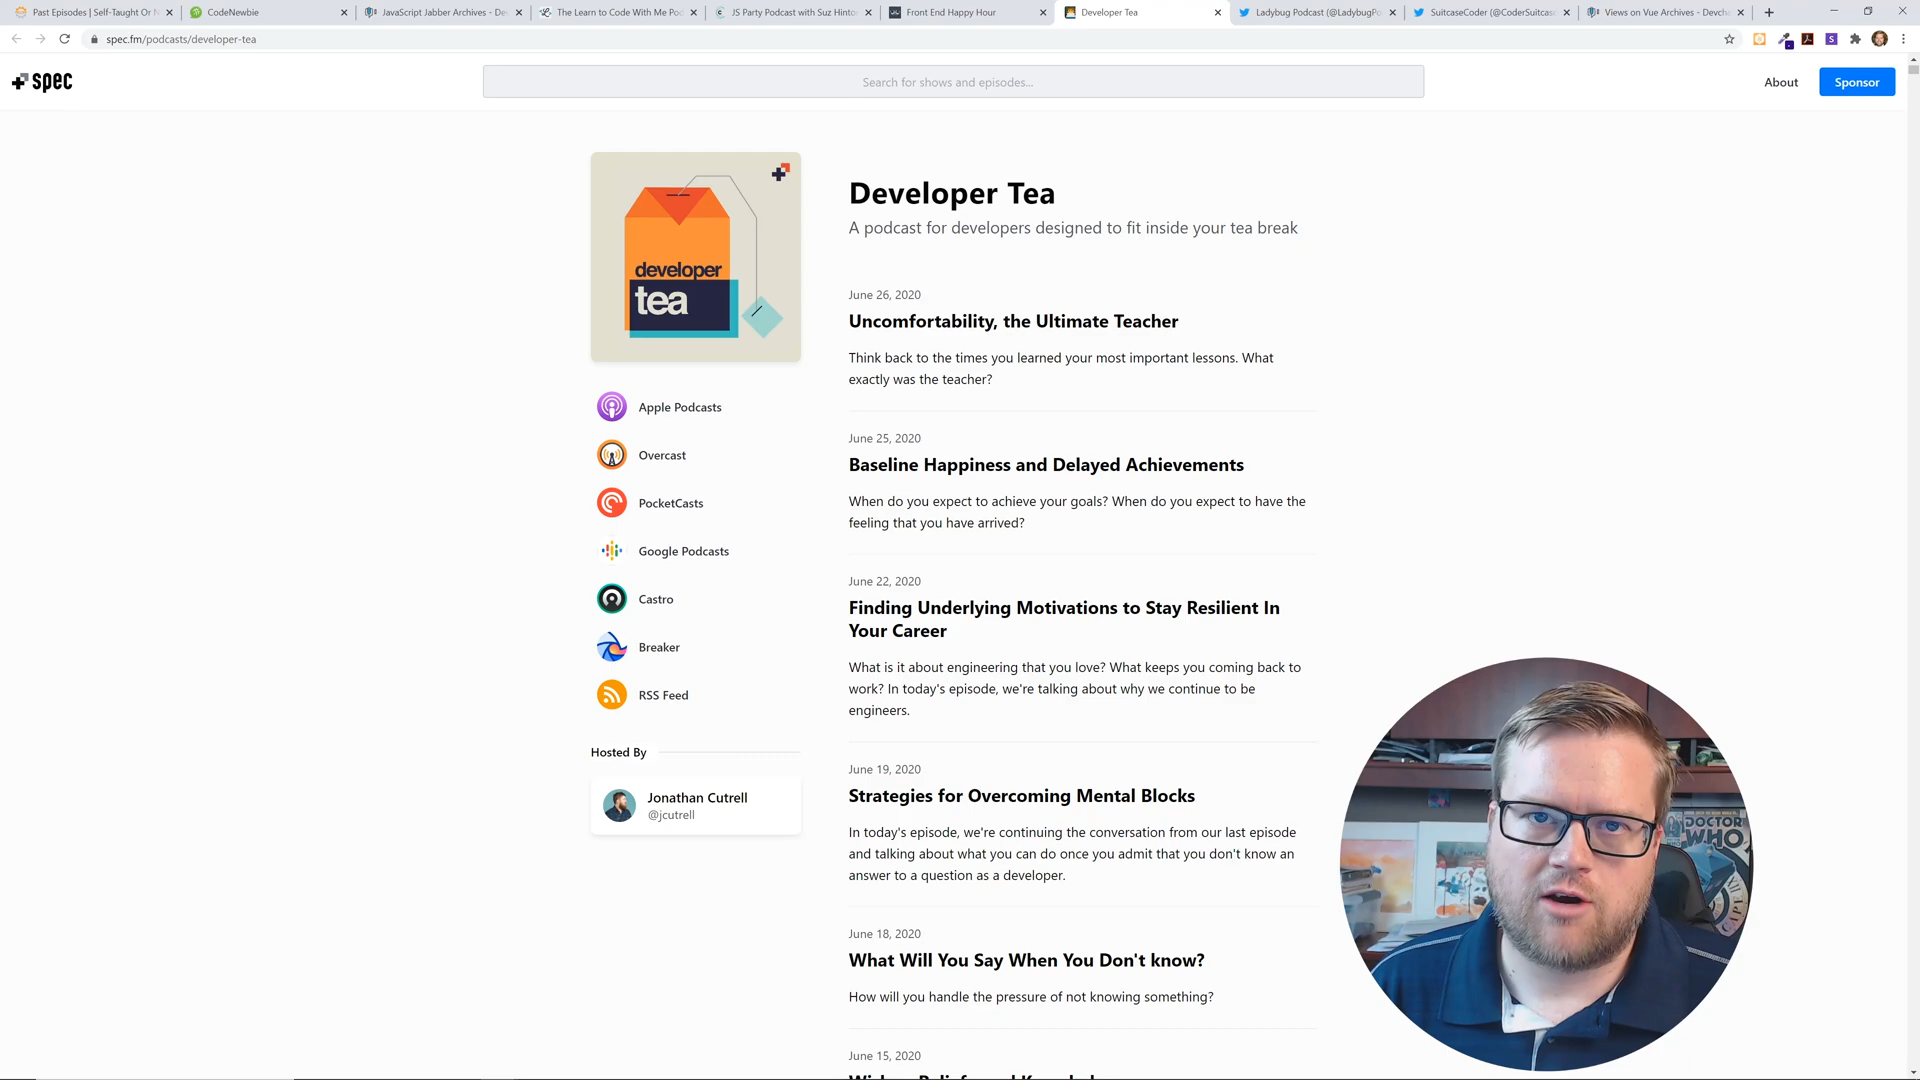 Past Episodes | Self-Taught Or N
CodeNewbie
JavaScript Jabber Archives - De
The Learn to Code With Me Po
JS Party Podcast with Suz Hinto
Front End Happy Hour
Developer Tea
Ladybug Podcast (@LadybugPo
SuitcaseCoder (@CoderSuitcas
Views on Vue Archives - Devcha
spec.fm/podcasts/developer-tea
spec
Search for shows and episodes...
About
Sponsor
developer
tea
Apple Podcasts
Overcast
PocketCasts
Google Podcasts
Castro
Breaker
RSS Feed
Hosted By
Jonathan Cutrell
@jcutrell
Developer Tea
A podcast for developers designed to fit inside your tea break
June 26, 2020
Uncomfortability, the Ultimate Teacher
Think back to the times you learned your most important lessons. What
exactly was the teacher?
June 25, 2020
Baseline Happiness and Delayed Achievements
When do you expect to achieve your goals? When do you expect to have the
feeling that you have arrived?
June 22, 2020
Finding Underlying Motivations to Stay Resilient In
Your Career
What is it about engineering that you love? What keeps you coming back to
work? In today's episode, we're talking about why we continue to be
engineers.
June 19, 2020
Strategies for Overcoming Mental Blocks
In today's episode, we're continuing the conversation from our last episode
and talking about what you can do once you admit that you don't know an
answer to a question as a developer.
June 18, 2020
What Will You Say When You Don't know?
How will you handle the pressure of not knowing something?
June 15, 2020
DOCTOR
WHO